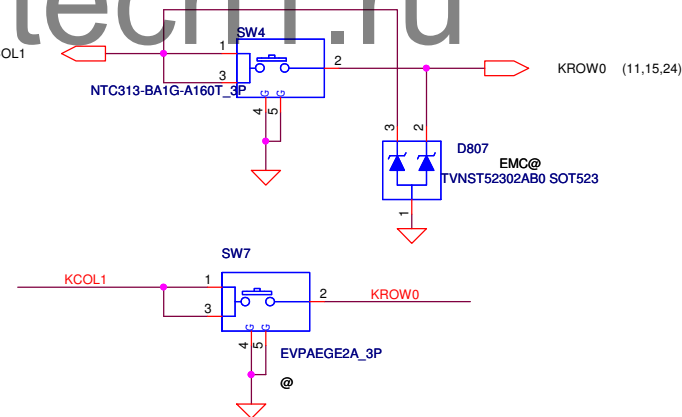 tech1.ru
SW4
OL1
1
2
KROW0 (11,15,24)
3
NTC313-BA1G-A160T_3P
G G
4 5
3 2
D807
EMC@
TVNST52302AB0 SOT523
1
SW7
KCOL1
1
2
KROW0
3
G G
4 5
EVPAEGE2A_3P
@